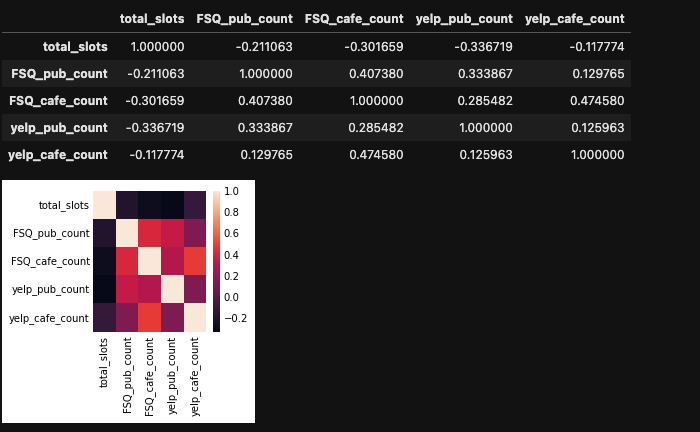 total_slots FSQ_pub_count FSQ_cafe_count yelp_pub_count yelp_cafe_count
total_slots 1.000000 -0.211063 -0.301659 -0.336719 -0.117774
FSQ_pub_count -0.211063 1.000000 0.407380 0.333867 0.129765
FSQ_cafe_count -0.301659 0.407380 1.000000 0.285482 0.474580
yelp_pub_count -0.336719 0.333867 0.285482 1.000000 0.125963
yelp_cafe_count -0.117774 0.129765 0.474580 0.125963 1.000000
total_slots
FSQ_pub_count
FSQ_cafe_count
yelp_pub_count
yelp_cafe_count
total_slots
FSQ_pub_count
FSQ_cafe_count
yelp_pub_count
yelp_cafe_count
1.0
0.8
0.6
0.4
0.2
0.0
−0.2